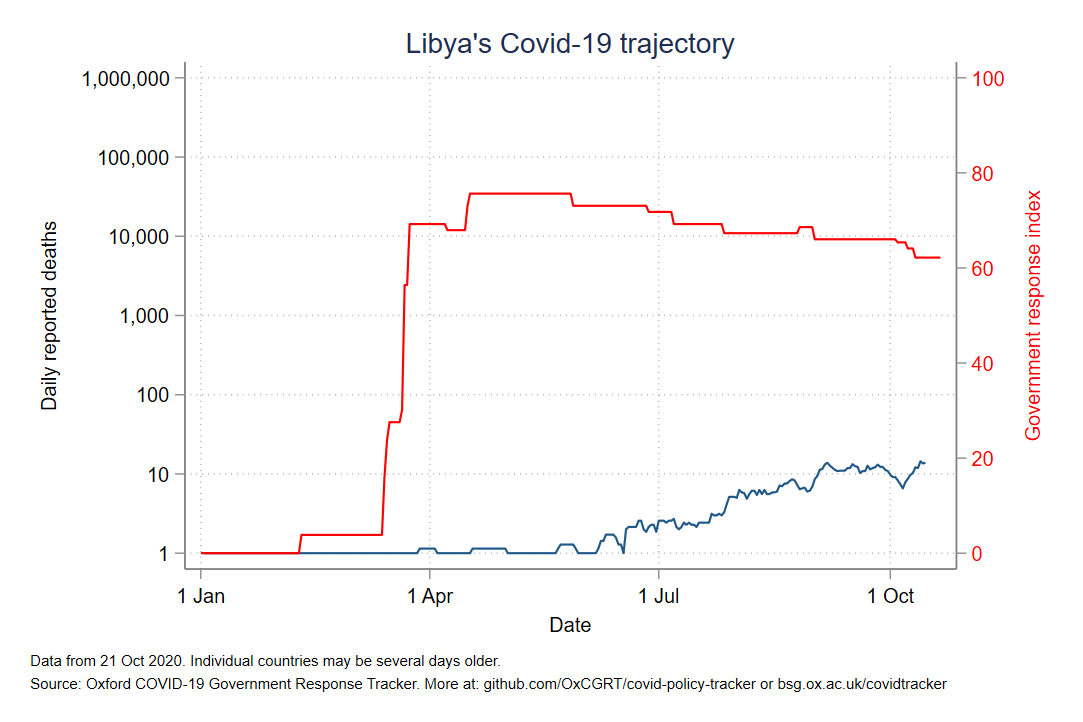 Libya's Covid-19 trajectory
1,000,000
100,000
10,000
1,000
100
10
1
Daily reported deaths
100
80
60
40
20
0
Government response index
1 Jan
1 Apr
1 Jul
1 Oct
Date
Data from 21 Oct 2020. Individual countries may be several days older.
Source: Oxford COVID-19 Government Response Tracker. More at: github.com/OxCGRT/covid-policy-tracker or bsg.ox.ac.uk/covidtracker